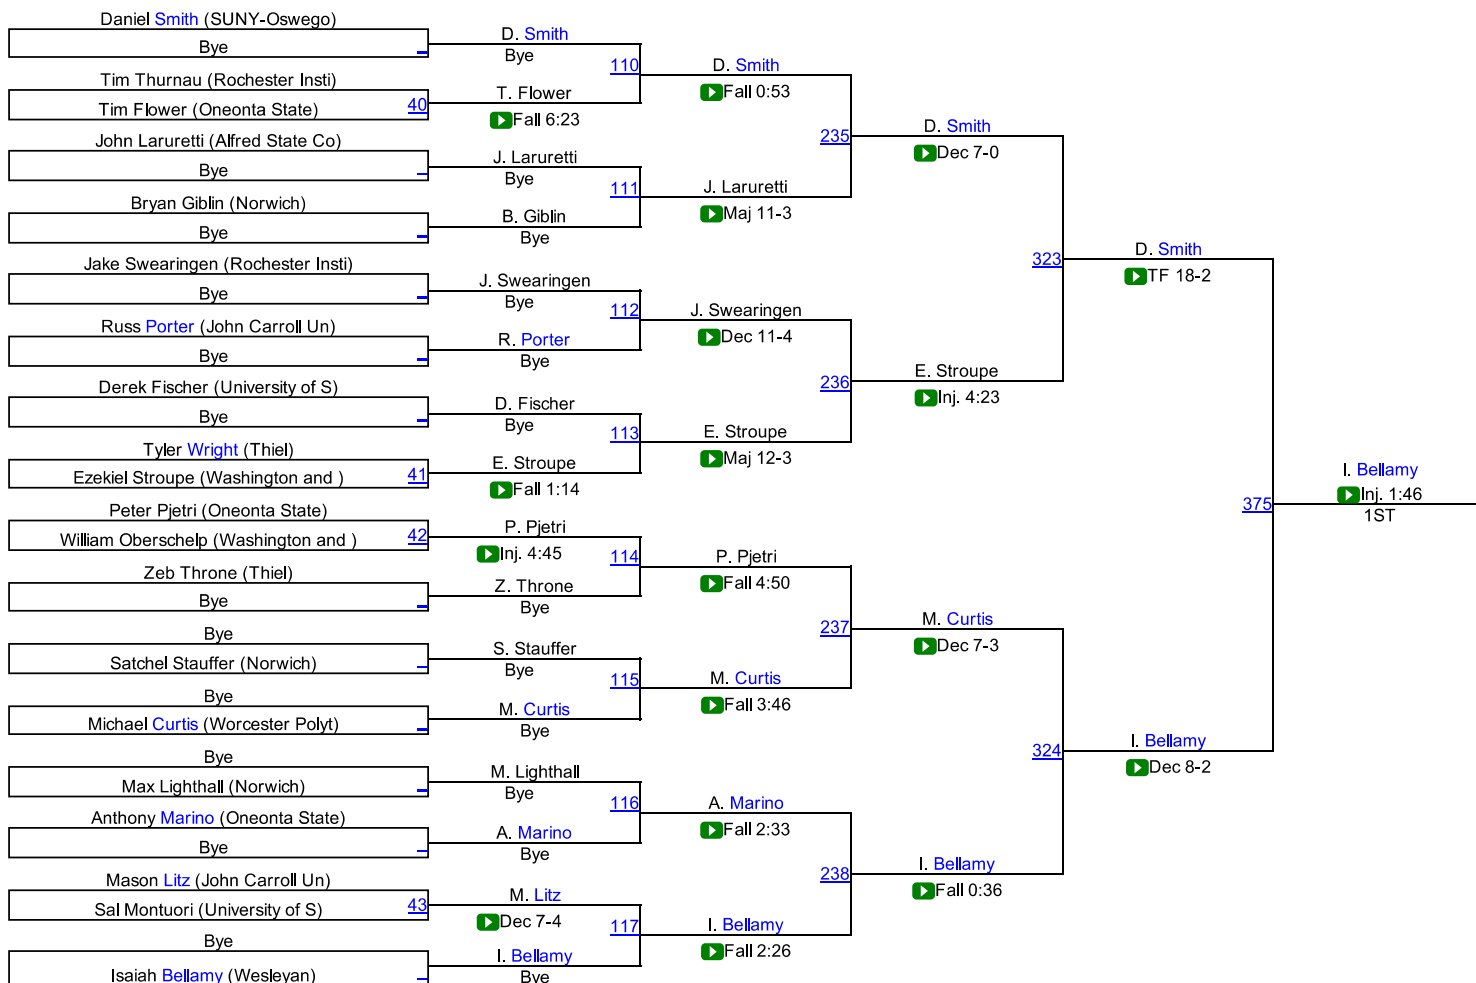 Daniel Smith (SUNY-Oswego)
Bye
Tim Thurnau (Rochester Insti)
Tim Flower (Oneonta State)
40
John Laruretti (Alfred State Co)
Bye
Bryan Giblin (Norwich)
Bye
Jake Swearingen (Rochester Insti)
Bye
Russ Porter (John Carroll Un)
Bye
Derek Fischer (University of S)
Bye
Tyler Wright (Thiel)
Ezekiel Stroupe (Washington and )
41
Peter Pjetri (Oneonta State)
William Oberschelp (Washington and )
42
Zeb Throne (Thiel)
Bye
Bye
Satchel Stauffer (Norwich)
Bye
Michael Curtis (Worcester Polyt)
Bye
Max Lighthall (Norwich)
Anthony Marino (Oneonta State)
Bye
Mason Litz (John Carroll Un)
Sal Montuori (University of S)
43
Bye
Isaiah Bellamy (Wesleyan)
D. Smith
Bye
110
T. Flower
Fall 6:23
J. Laruretti
Bye
111
B. Giblin
Bye
J. Swearingen
Bye
112
R. Porter
Bye
D. Fischer
Bye
113
E. Stroupe
Fall 1:14
P. Pjetri
Inj. 4:45
114
Z. Throne
Bye
S. Stauffer
Bye
115
M. Curtis
Bye
M. Lighthall
Bye
116
A. Marino
Bye
M. Litz
Dec 7-4
117
I. Bellamy
Bye
D. Smith
Fall 0:53
235
J. Laruretti
Maj 11-3
J. Swearingen
Dec 11-4
236
E. Stroupe
Maj 12-3
P. Pjetri
Fall 4:50
237
M. Curtis
Fall 3:46
A. Marino
Fall 2:33
238
I. Bellamy
Fall 2:26
D. Smith
Dec 7-0
323
E. Stroupe
Inj. 4:23
M. Curtis
Dec 7-3
324
I. Bellamy
Fall 0:36
D. Smith
TF 18-2
375
I. Bellamy
Dec 8-2
I. Bellamy
Inj. 1:46
1ST